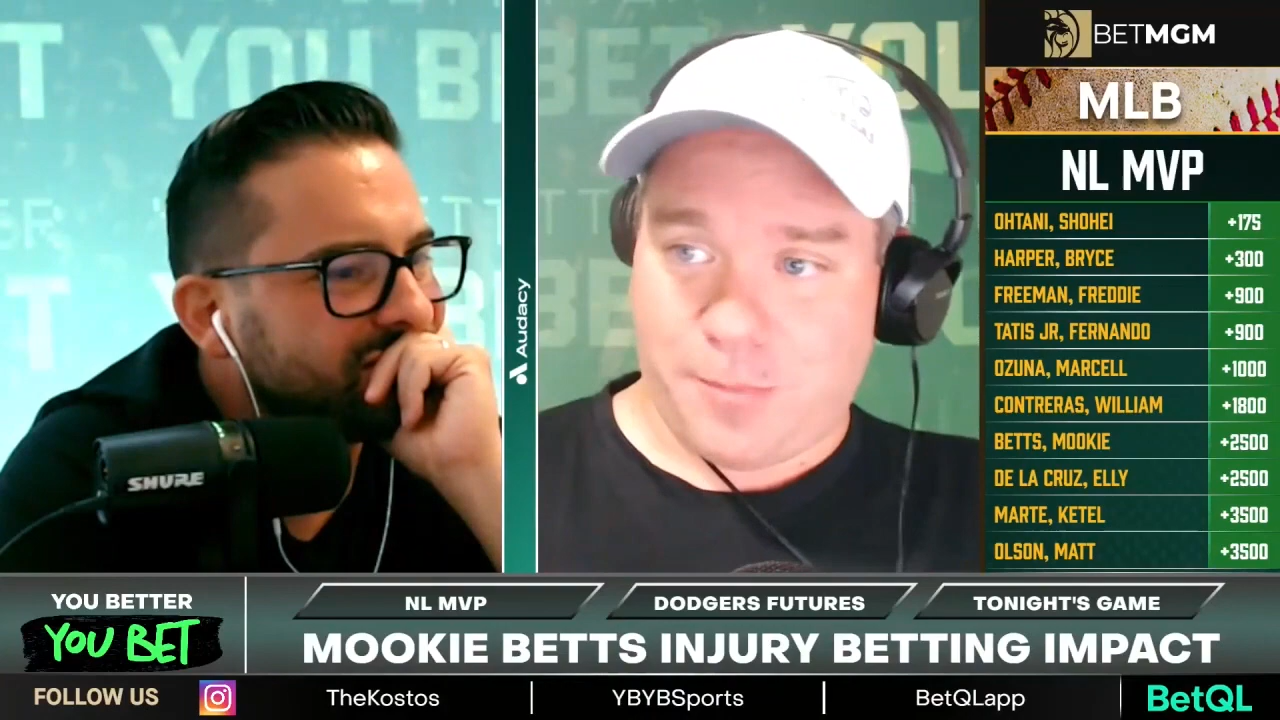 BETMGM
MLB
NL MVP
OHTANI, SHOHEI +175
HARPER, BRYCE +300
FREEMAN, FREDDIE +900
TATIS JR, FERNANDO +900
OZUNA, MARCELL +1000
CONTRERAS, WILLIAM +1800
BETTS, MOOKIE +2500
DE LA CRUZ, ELLY +2500
MARTE, KETEL +3500
OLSON, MATT +3500
Audacy
SHURE
YOU BETTER
YOU BET
NL MVP
DODGERS FUTURES
TONIGHT'S GAME
MOOKIE BETTS INJURY BETTING IMPACT
FOLLOW US
TheKostos
YBYBSports
BetQLapp
BetQL